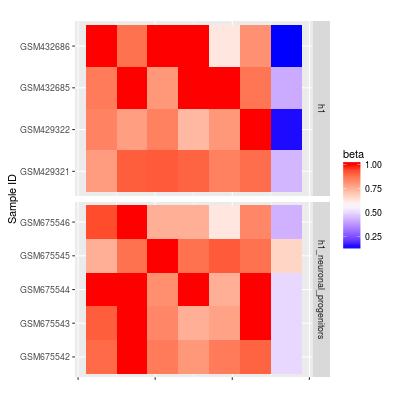 GSM432686
GSM432685
GSM429322
GSM429321
h1
GSM675546
GSM675545
GSM675544
GSM675543
GSM675542
h1_neuronal_progenitors
Sample ID
beta
1.00
0.75
0.50
0.25